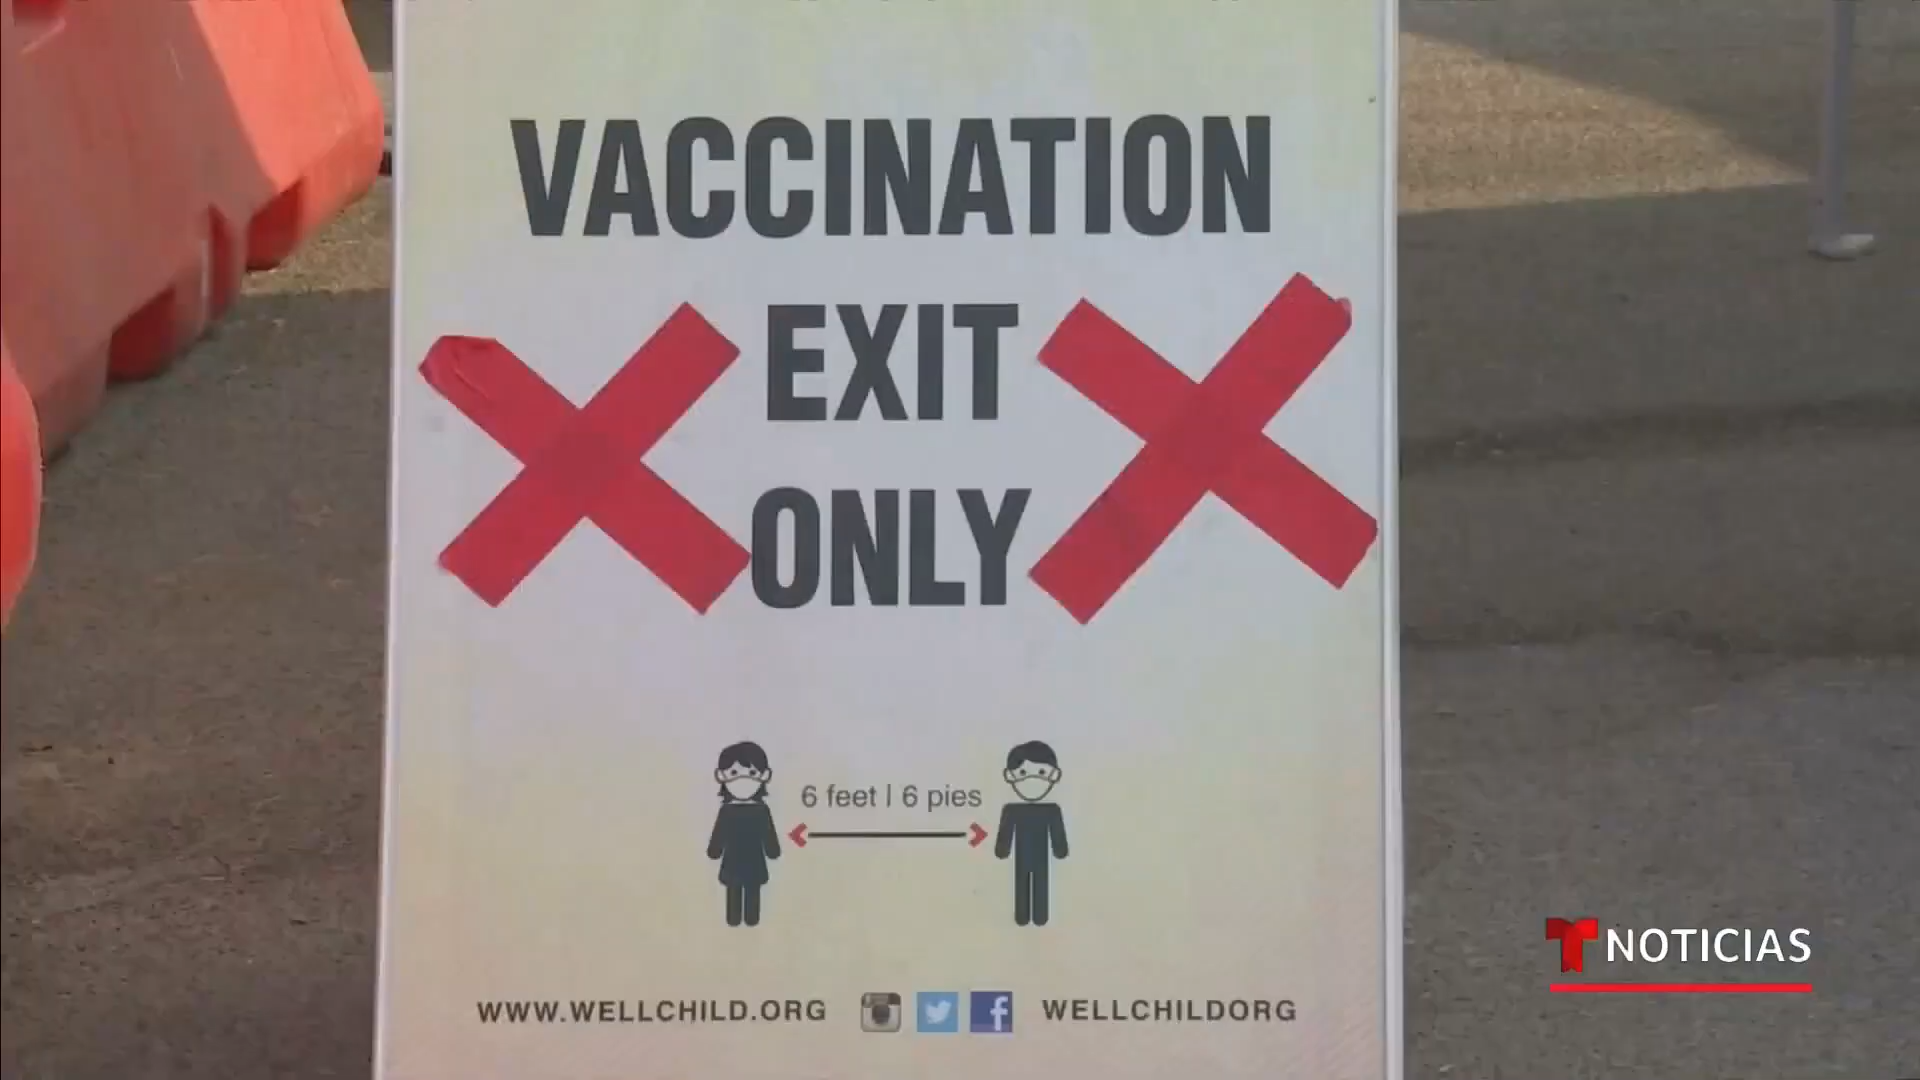 VACCINATION
EXIT
ONLY
6 feet | 6 pies
WWW.WELLCHILD.ORG WELLCHILDORG
NOTICIAS